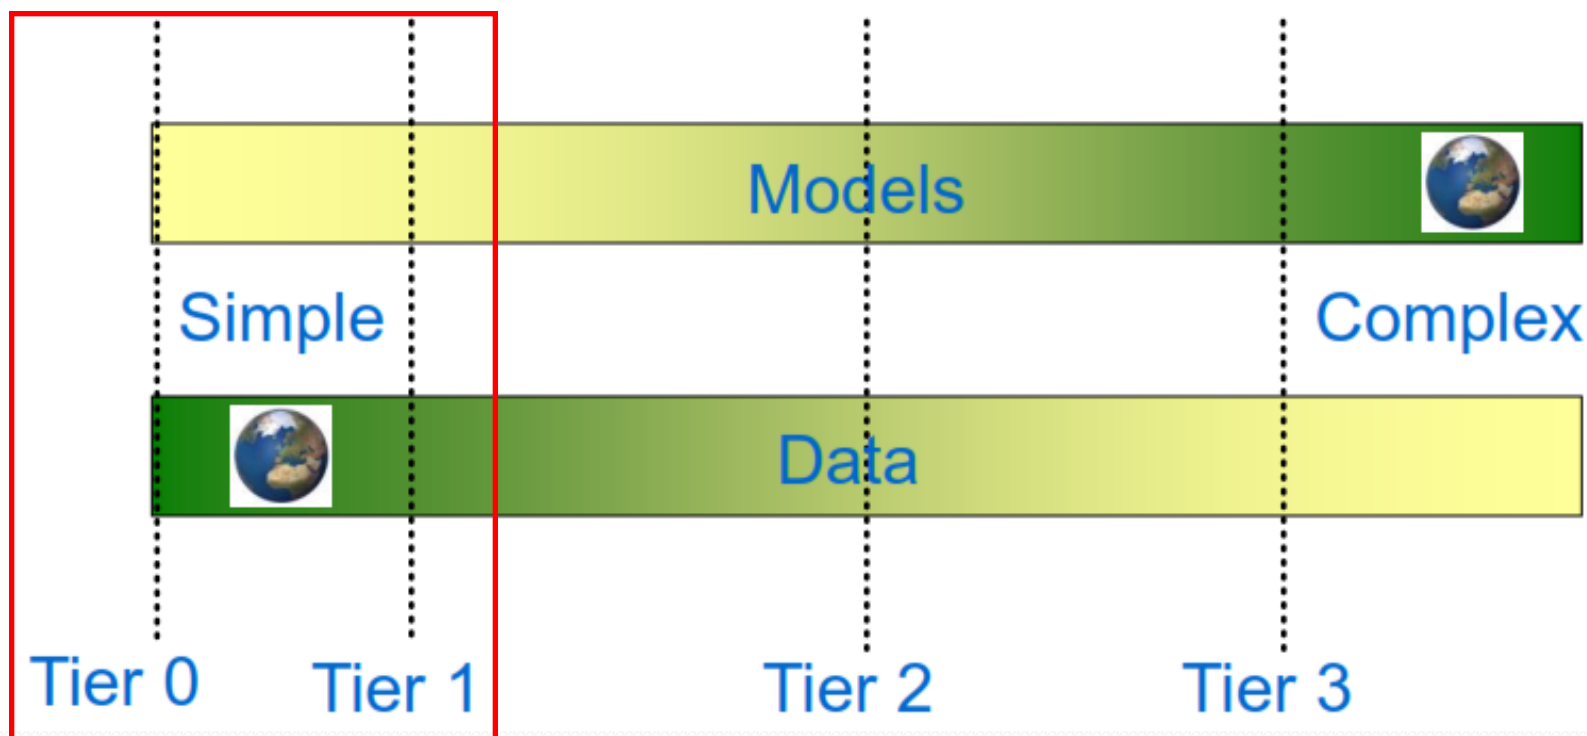 Models
Simple
Complex
Data
Tier 0
Tier 1
Tier 2
Tier 3